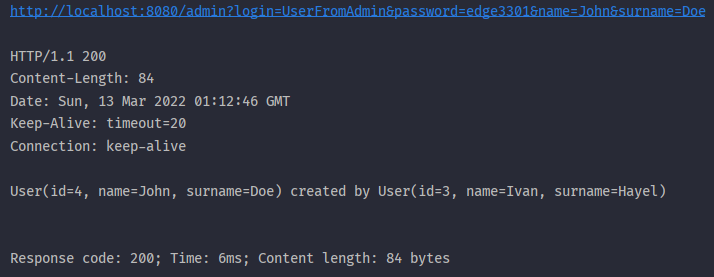 http://localhost:8080/admin?login=UserFromAdmin&password=edge3301&name=John&surname=Doe
HTTP/1.1 200
Content-Length: 84
Date: Sun, 13 Mar 2022 01:12:46 GMT
Keep-Alive: timeout=20
Connection: keep-alive
User(id=4, name=John, surname=Doe) created by User(id=3, name=Ivan, surname=Hayel)
Response code: 200; Time: 6ms; Content length: 84 bytes